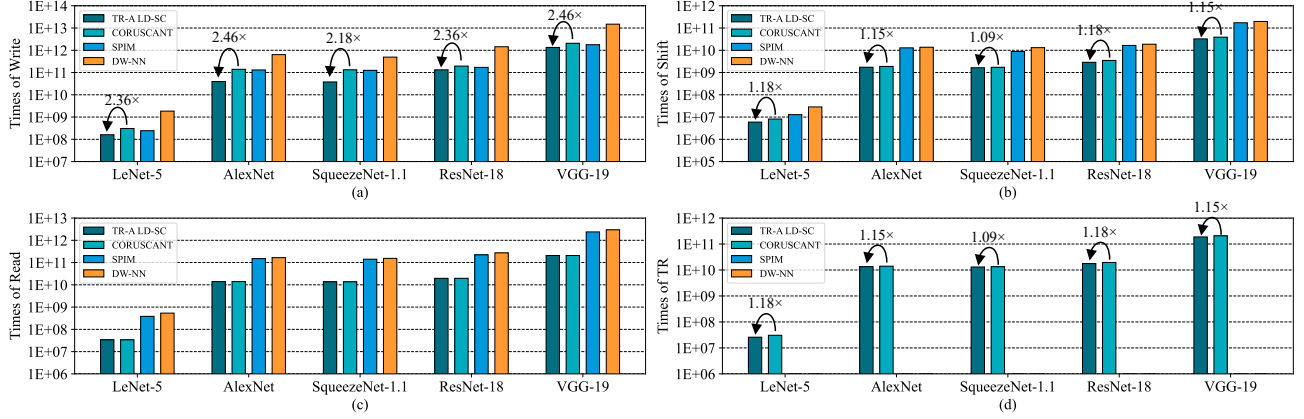 Times of Write
1E+14
1E+13
1E+12
1E+11
1E+10
1E+09
1E+08
1E+07
TR-A LD-SC
CORUSCANT
SPIM
DW-NN
2.36×
2.46×
2.18×
2.36×
2.46×
LeNet-5
AlexNet
SqueezeNet-1.1
ResNet-18
VGG-19
(a)
Times of Shift
1E+12
1E+11
1E+10
1E+09
1E+08
1E+07
1E+06
1E+05
TR-A LD-SC
CORUSCANT
SPIM
DW-NN
1.18×
1.15×
1.09×
1.18×
1.15×
LeNet-5
AlexNet
SqueezeNet-1.1
ResNet-18
VGG-19
(b)
Times of Read
1E+13
1E+12
1E+11
1E+10
1E+09
1E+08
1E+07
1E+06
TR-A LD-SC
CORUSCANT
SPIM
DW-NN
LeNet-5
AlexNet
SqueezeNet-1.1
ResNet-18
VGG-19
(c)
Times of TR
1E+12
1E+11
1E+10
1E+09
1E+08
1E+07
1E+06
TR-A LD-SC
CORUSCANT
SPIM
DW-NN
1.18×
1.15×
1.09×
1.18×
1.15×
LeNet-5
AlexNet
SqueezeNet-1.1
ResNet-18
VGG-19
(d)